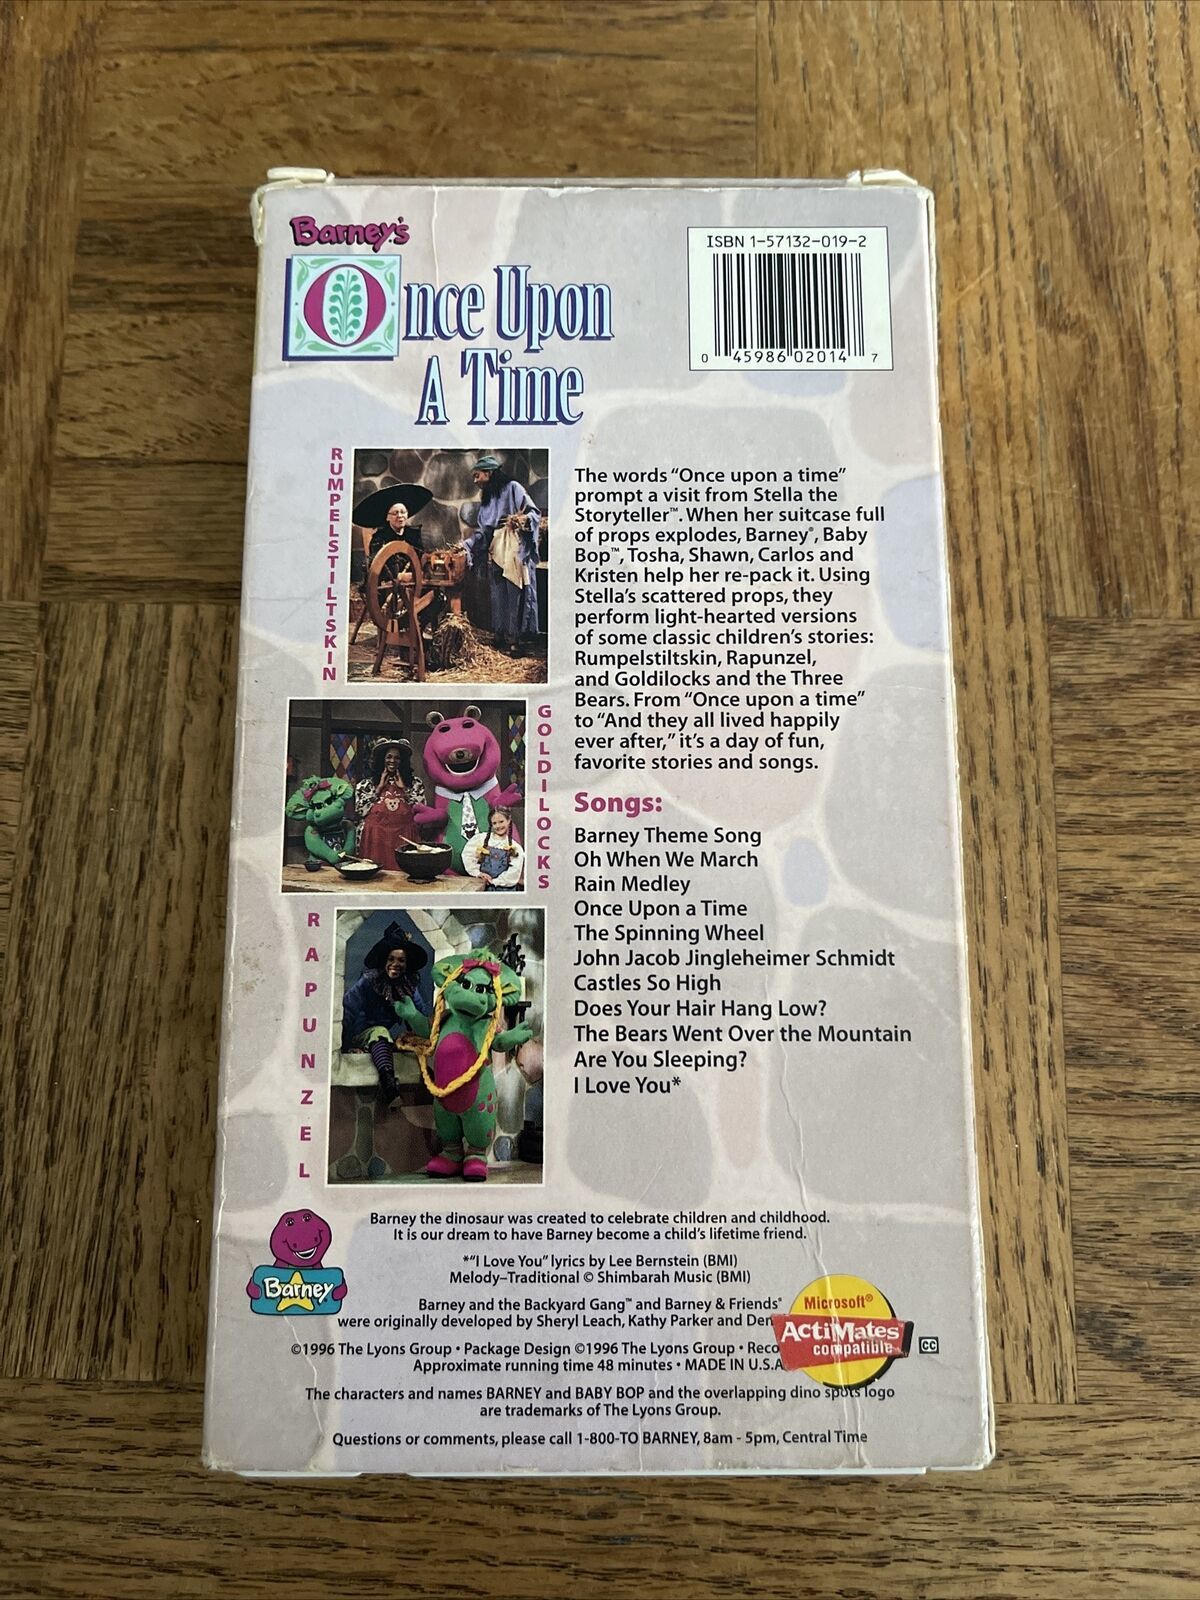 Barney's
Once Upon
A Time
ISBN 1-57132-019-2
0 45986 02014 7
RUMPELSTILTSKIN
The words “Once upon a time”
prompt a visit from Stella the
Storyteller™. When her suitcase full
of props explodes, Barney®, Baby
Bop™, Tosha, Shawn, Carlos and
Kristen help her re-pack it. Using
Stella's scattered props, they
perform light-hearted versions
of some classic children's stories:
Rumpelstiltskin, Rapunzel,
and Goldilocks and the Three
Bears. From “Once upon a time”
to “And they all lived happily
ever after,” it's a day of fun,
favorite stories and songs.
GOLDILOCKS
Songs:
Barney Theme Song
Oh When We March
Rain Medley
Once Upon a Time
The Spinning Wheel
John Jacob Jingleheimer Schmidt
Castles So High
Does Your Hair Hang Low?
The Bears Went Over the Mountain
Are You Sleeping?
I Love You*
RAPUNZEL
Barney the dinosaur was created to celebrate children and childhood.
It is our dream to have Barney become a child's lifetime friend.
*“I Love You” lyrics by Lee Bernstein (BMI)
Melody–Traditional © Shimbarah Music (BMI)
Barney
Barney and the Backyard Gang™ and Barney & Friends®
were originally developed by Sheryl Leach, Kathy Parker and Den
©1996 The Lyons Group • Package Design ©1996 The Lyons Group • Reco
Approximate running time 48 minutes • MADE IN U.S.A
Microsoft®
ActiMates™
compatible
CC
The characters and names BARNEY and BABY BOP and the overlapping dino spots logo
are trademarks of The Lyons Group.
Questions or comments, please call 1-800-TO BARNEY, 8am - 5pm, Central Time